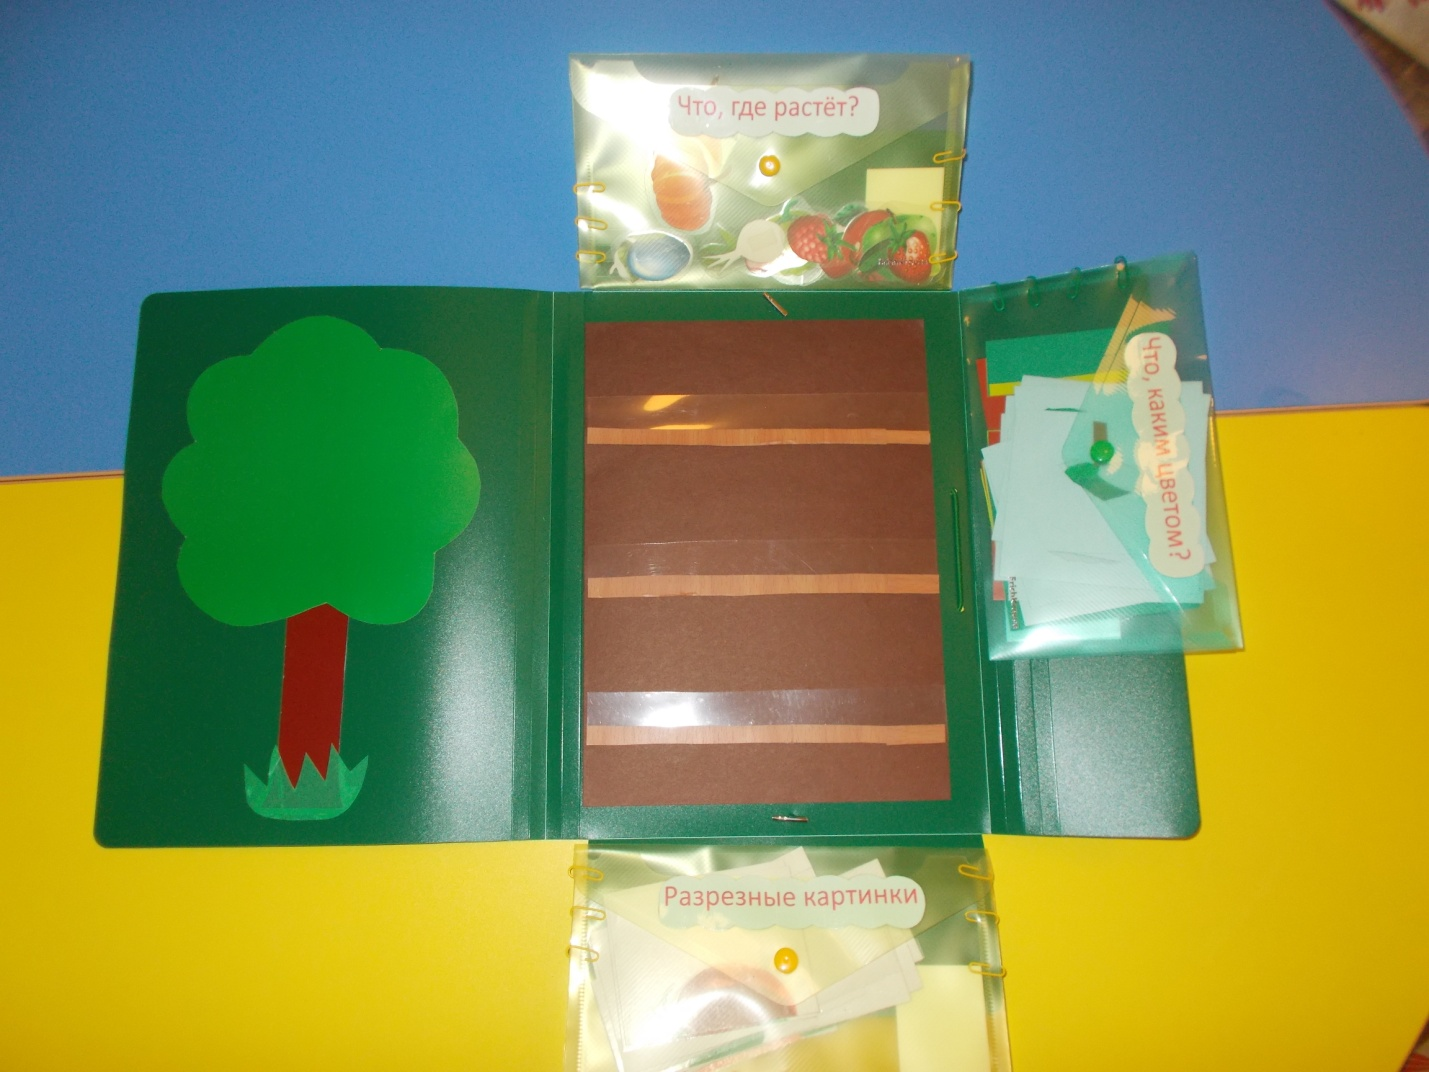 Что, где растёт?
Что, каким цветом?
Разрезные картинки